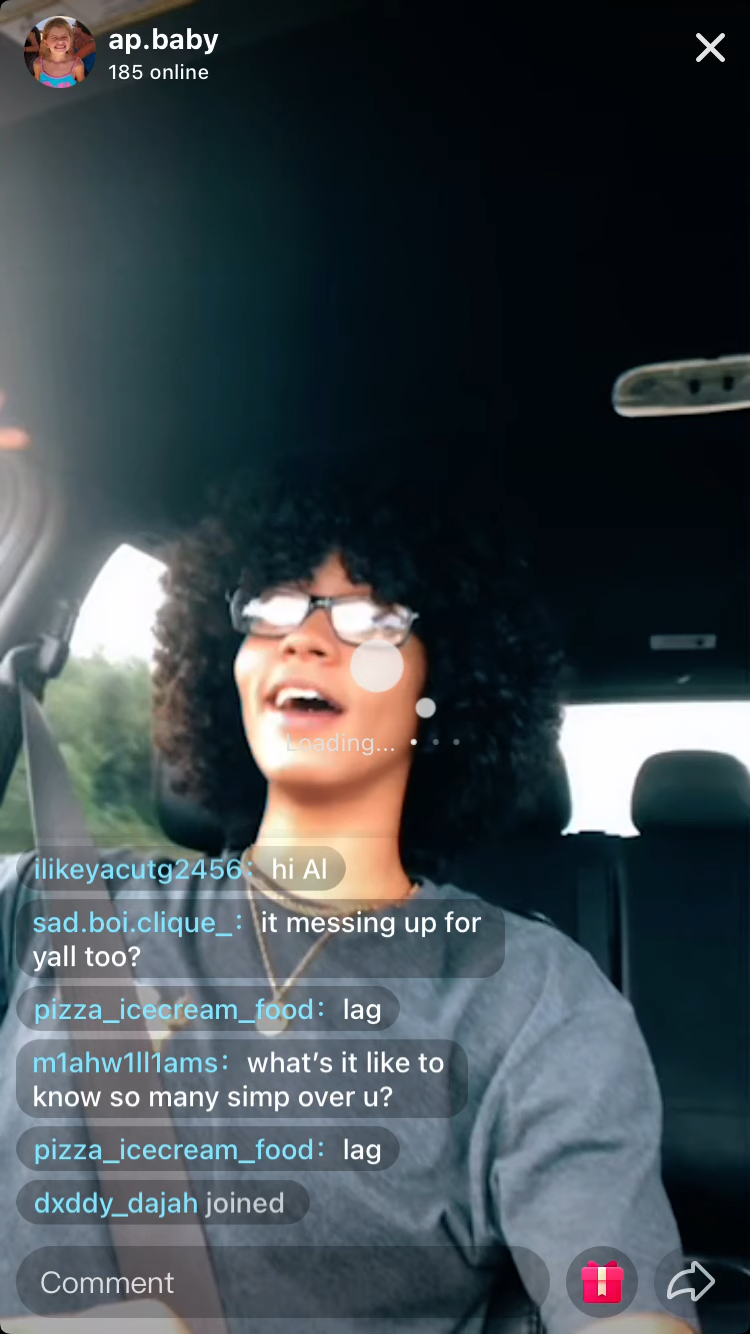 ap.baby
185 online
Loading...
ilikeyacutg2456: hi Al
sad.boi.clique_: it messing up for
yall too?
pizza_icecream_food: lag
m1ahw1ll1ams: what's it like to
know so many simp over u?
pizza_icecream_food: lag
dxddy_dajah joined
Comment